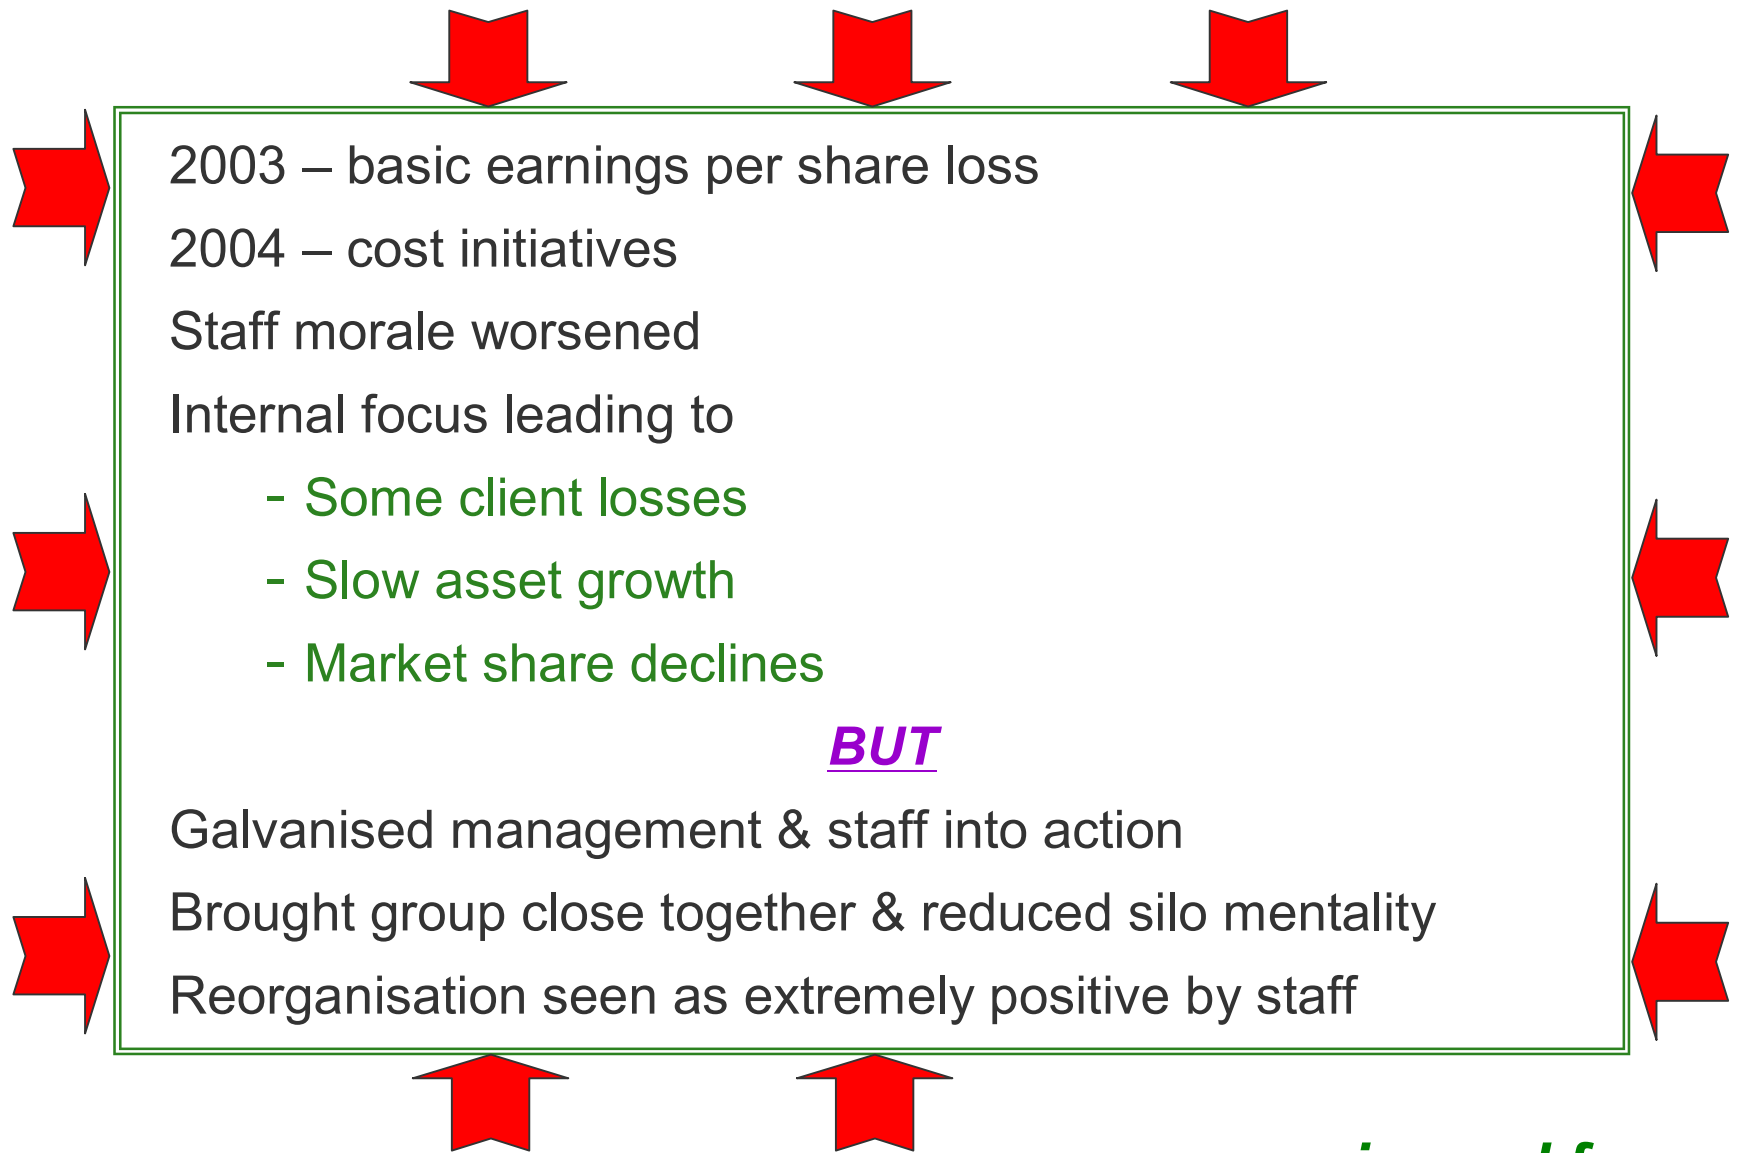 2003 – basic earnings per share loss
2004 – cost initiatives
Staff morale worsened
Internal focus leading to
- Some client losses
- Slow asset growth
- Market share declines
BUT
Galvanised management & staff into action
Brought group close together & reduced silo mentality
Reorganisation seen as extremely positive by staff